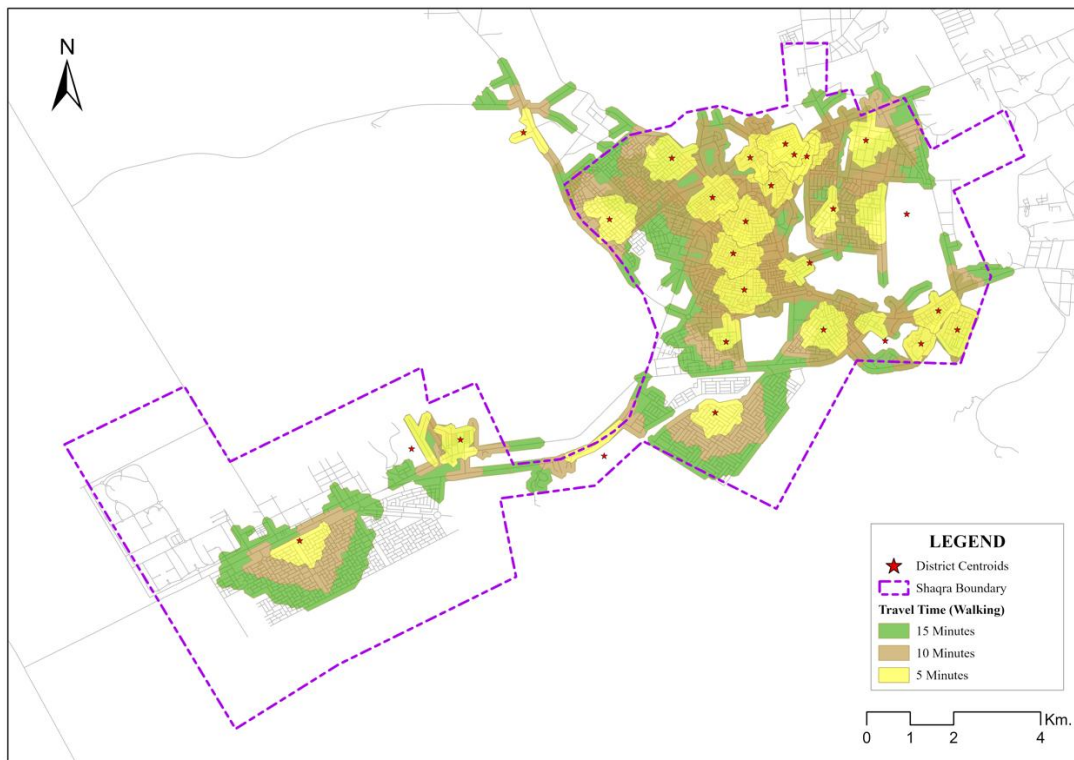 N
LEGEND
District Centroids
Shaqra Boundary
Travel Time (Walking)
15 Minutes
10 Minutes
5 Minutes
Km.
0 1 2 4